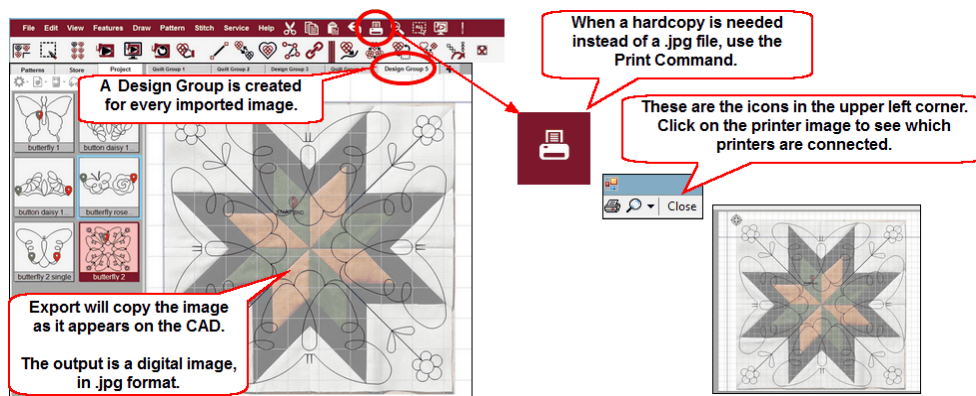 File Edit View Features Draw Pattern Stitch Service Help
Patterns Store Project Quilt Group 1 Quilt Group 2 Design Group 3 Quilt Group Design Group 5
A Design Group is created
for every imported image.
butterfly 1
button daisy 1...
button daisy 1...
butterfly rose...
butterfly 2 single
butterfly 2
Export will copy the image
as it appears on the CAD.
The output is a digital image,
in .jpg format.
When a hardcopy is needed
instead of a .jpg file, use the
Print Command.
These are the icons in the upper left corner.
Click on the printer image to see which
printers are connected.
Close